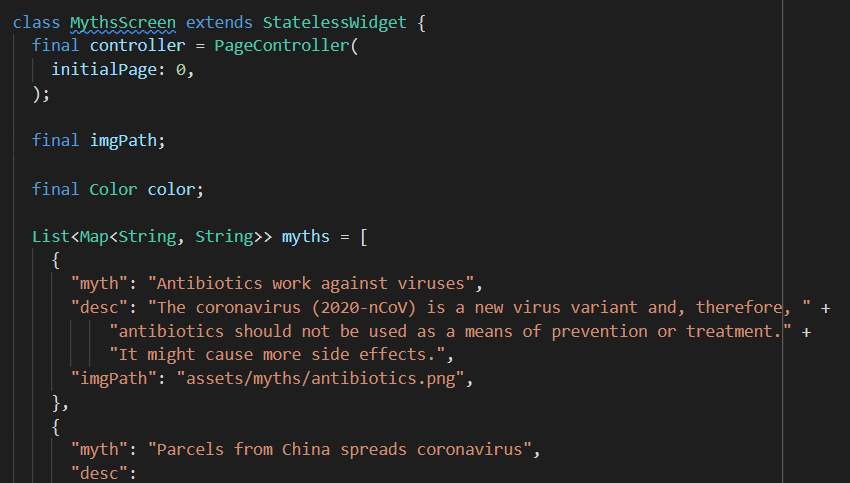 class MythsScreen extends StatelessWidget {
final controller = PageController(
initialPage: 0,
);
final imgPath;
final Color color;
List<Map<String, String>> myths = [
{
"myth": "Antibiotics work against viruses",
"desc": "The coronavirus (2020-nCoV) is a new virus variant and, therefore, " +
"antibiotics should not be used as a means of prevention or treatment." +
"It might cause more side effects.",
"imgPath": "assets/myths/antibiotics.png",
},
{
"myth": "Parcels from China spreads coronavirus",
"desc":